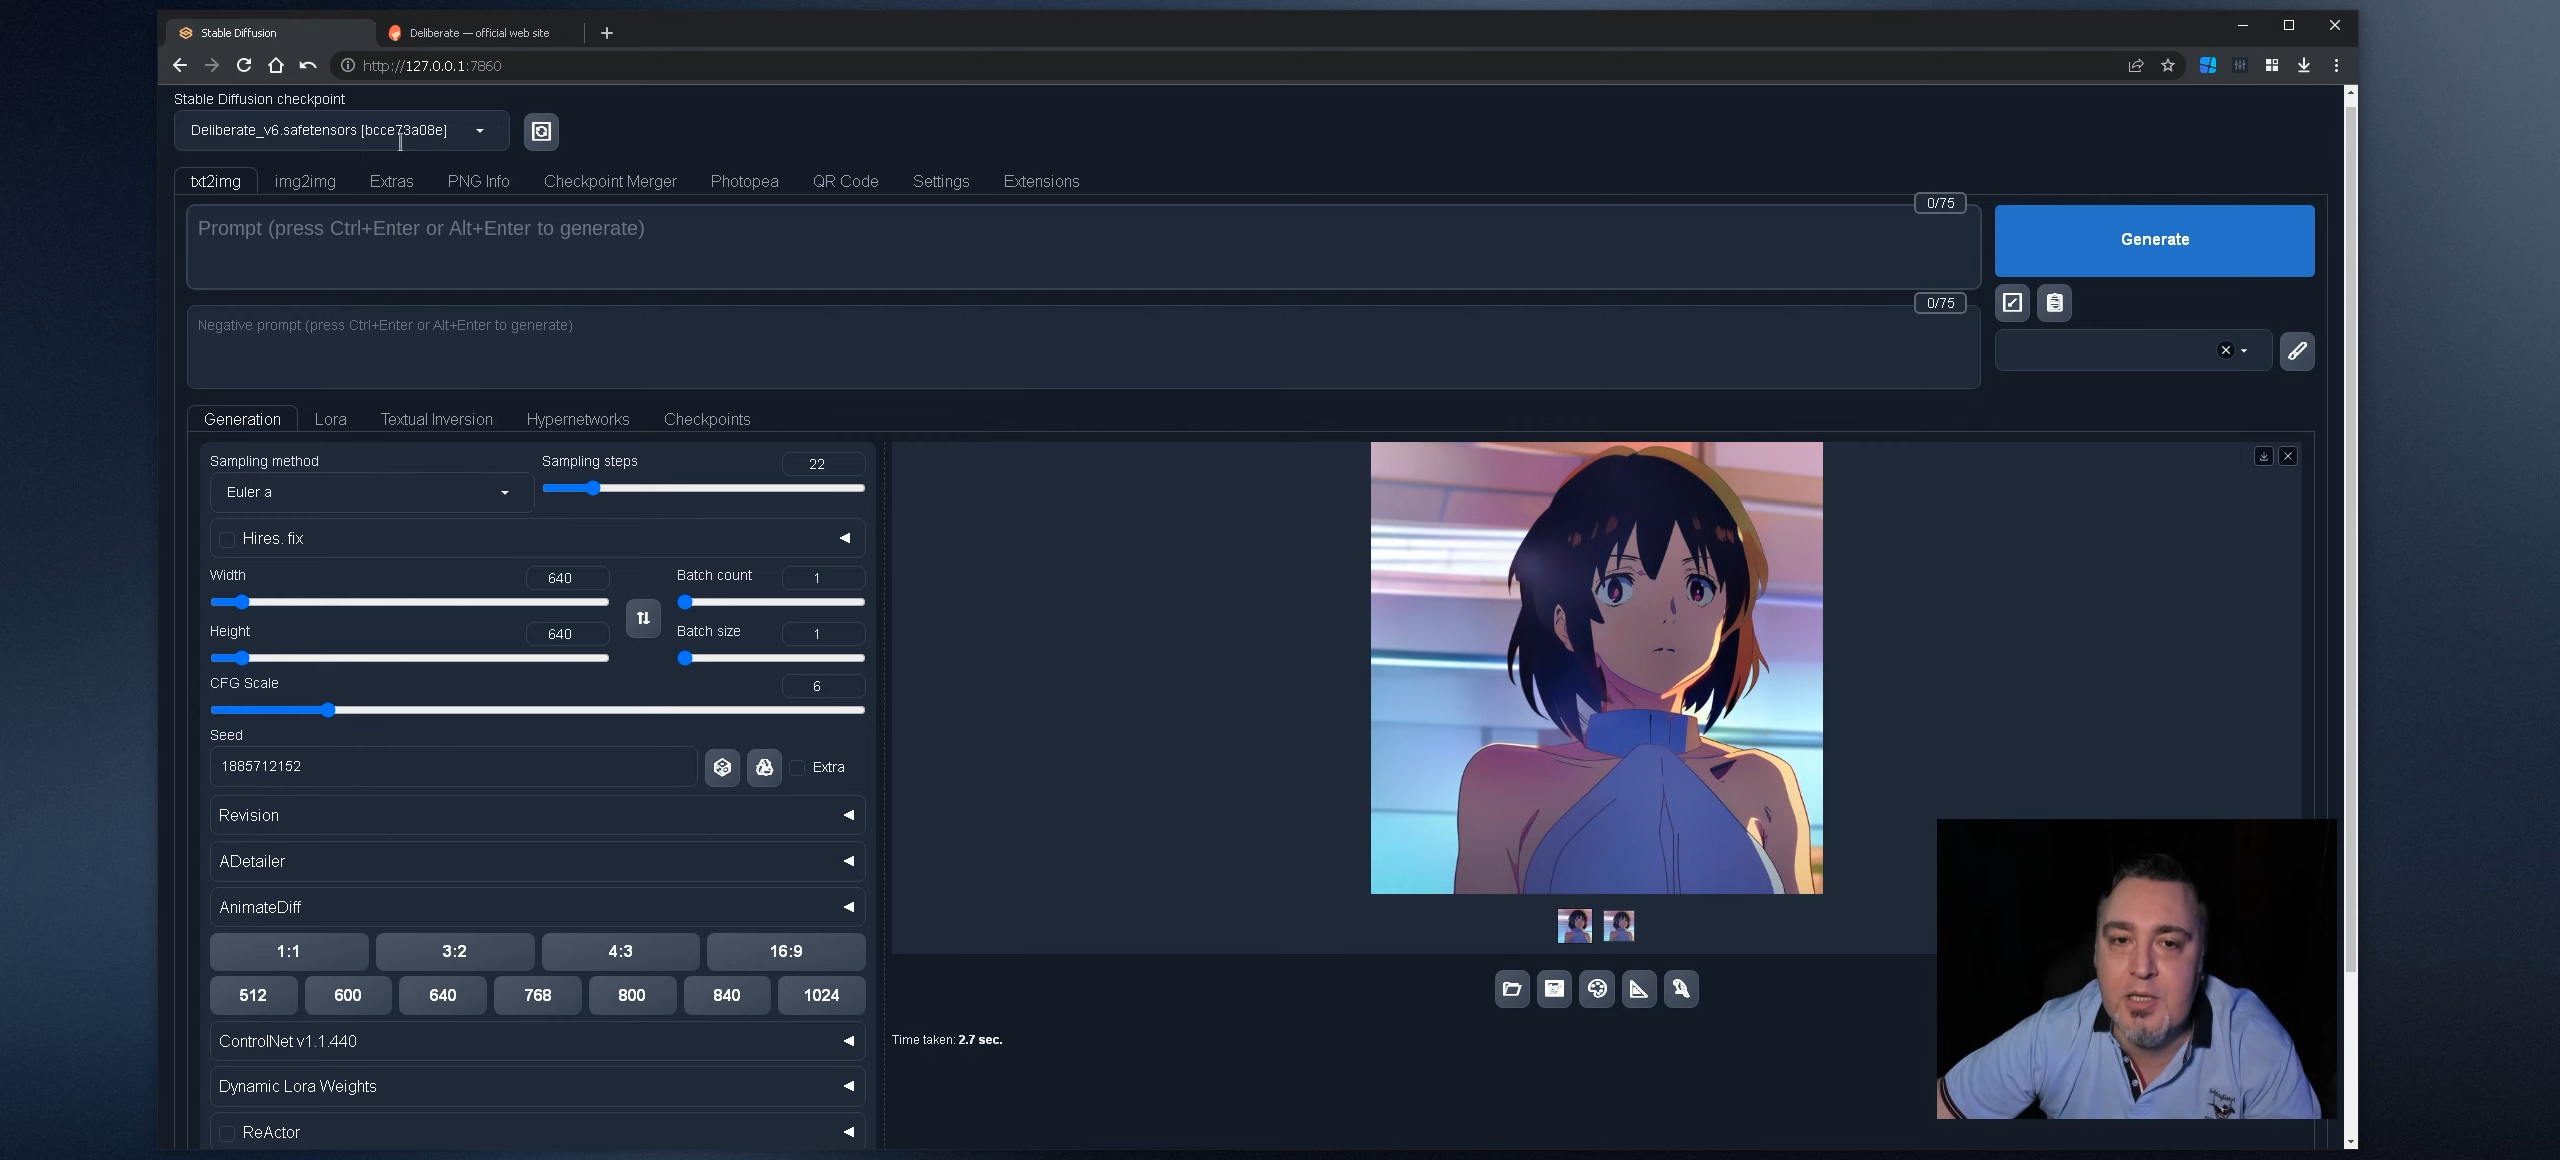 Stable Diffusion
Deliberate — official web site
http://127.0.0.1:7860
Stable Diffusion checkpoint
Deliberate_v6.safetensors [bcce73a08e]
txt2img img2img Extras PNG Info Checkpoint Merger Photopea QR Code Settings Extensions
0/75
Prompt (press Ctrl+Enter or Alt+Enter to generate)
Generate
0/75
Negative prompt (press Ctrl+Enter or Alt+Enter to generate)
Generation Lora Textual Inversion Hypernetworks Checkpoints
Sampling method
Sampling steps
22
Euler a
Hires. fix
Width
640
Batch count
1
Height
640
Batch size
1
CFG Scale
6
Seed
1885712152
Extra
Revision
ADetailer
AnimateDiff
1:1 3:2 4:3 16:9
512 600 640 768 800 840 1024
Time taken: 2.7 sec.
ControlNet v1.1.440
Dynamic Lora Weights
ReActor